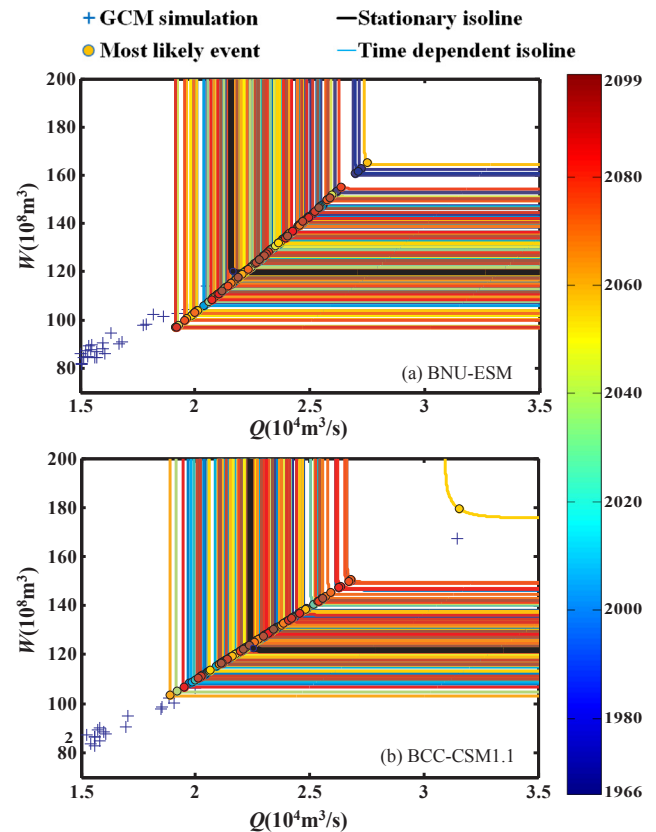 GCM simulation Stationary isoline
Most likely event Time dependent isoline
200
180
160
140
120
100
80
W(10⁸m³)
(a) BNU-ESM
1.5 2 2.5 3 3.5
Q(10⁴m³/s)
200
180
160
140
120
100
2
80
W(10⁸m³)
(b) BCC-CSM1.1
1.5 2 2.5 3 3.5
Q(10⁴m³/s)
2099
2080
2060
2040
2020
2000
1980
1966